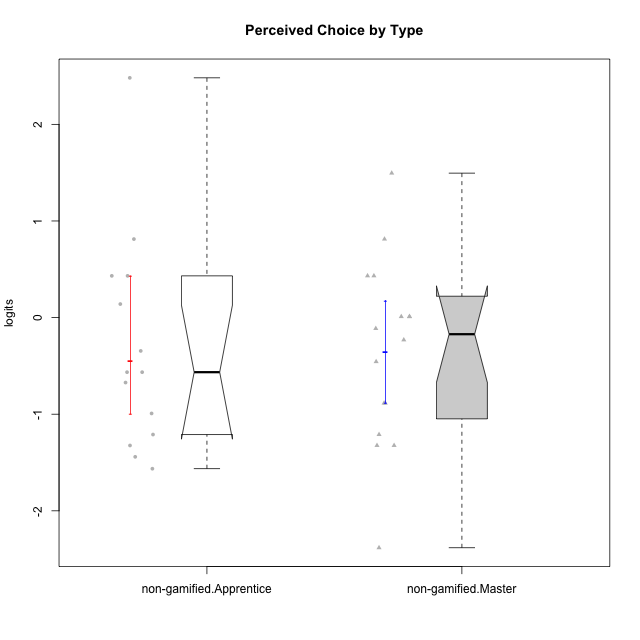 Perceived Choice by Type
logits
2
1
0
-1
-2
non-gamified.Apprentice
non-gamified.Master